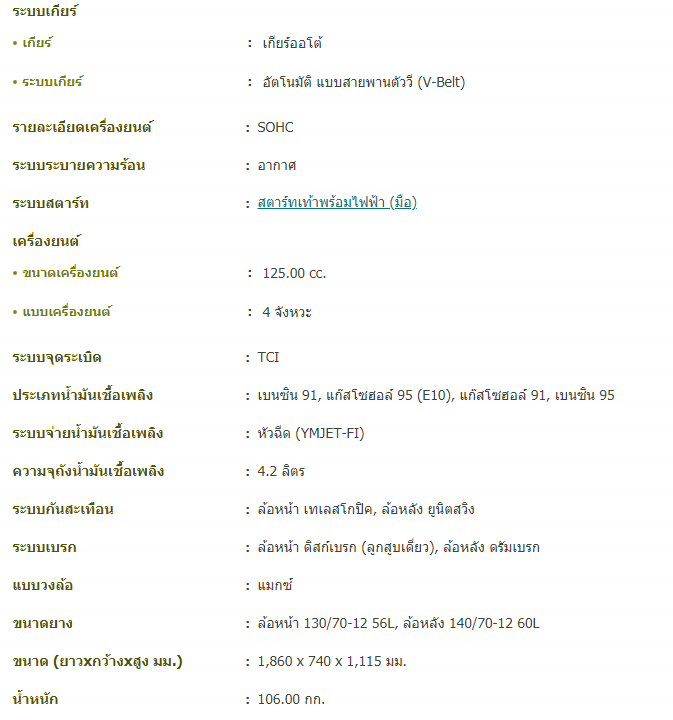 ระบบเกียร์
• เกียร์ : เกียร์ออโต้
• ระบบเกียร์ : อัตโนมัติ แบบสายพานตัววี (V-Belt)
รายละเอียดเครื่องยนต์ : SOHC
ระบบระบายความร้อน : อากาศ
ระบบสตาร์ท : สตาร์ทเท้าพร้อมไฟฟ้า (มือ)
เครื่องยนต์
• ขนาดเครื่องยนต์ : 125.00 cc.
• แบบเครื่องยนต์ : 4 จังหวะ
ระบบจุดระเบิด : TCI
ประเภทน้ำมันเชื้อเพลิง : เบนซิน 91, แก๊สโซฮอล์ 95 (E10), แก๊สโซฮอล์ 91, เบนซิน 95
ระบบจ่ายน้ำมันเชื้อเพลิง : หัวฉีด (YMJET-FI)
ความจุถังน้ำมันเชื้อเพลิง : 4.2 ลิตร
ระบบกันสะเทือน : ล้อหน้า เทเลสโกปิค, ล้อหลัง ยูนิตสวิง
ระบบเบรก : ล้อหน้า ดิสก์เบรก (ลูกสูบเดี่ยว), ล้อหลัง ดรัมเบรก
แบบวงล้อ : แมกซ์
ขนาดยาง : ล้อหน้า 130/70-12 56L, ล้อหลัง 140/70-12 60L
ขนาด (ยาวxกว้างxสูง มม.) : 1,860 x 740 x 1,115 มม.
น้ำหนัก : 106.00 กก.